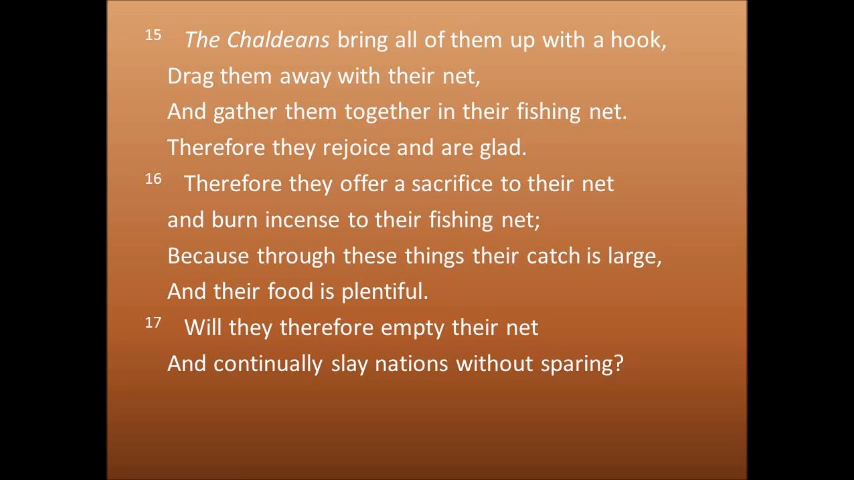 15 The Chaldeans bring all of them up with a hook,
Drag them away with their net,
And gather them together in their fishing net.
Therefore they rejoice and are glad.
16 Therefore they offer a sacrifice to their net
and burn incense to their fishing net;
Because through these things their catch is large,
And their food is plentiful.
17 Will they therefore empty their net
And continually slay nations without sparing?